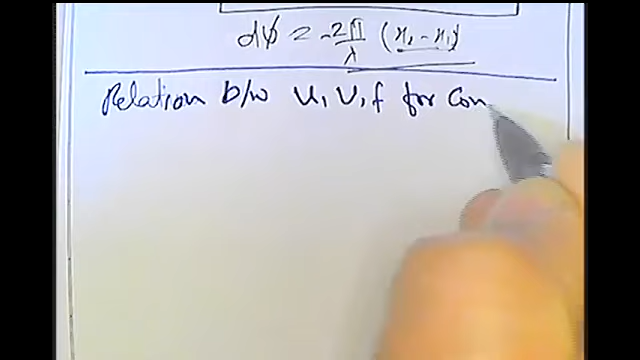 dϕ = -2π/λ (x₂ - x₁)
Relation b/w u, v, f for con